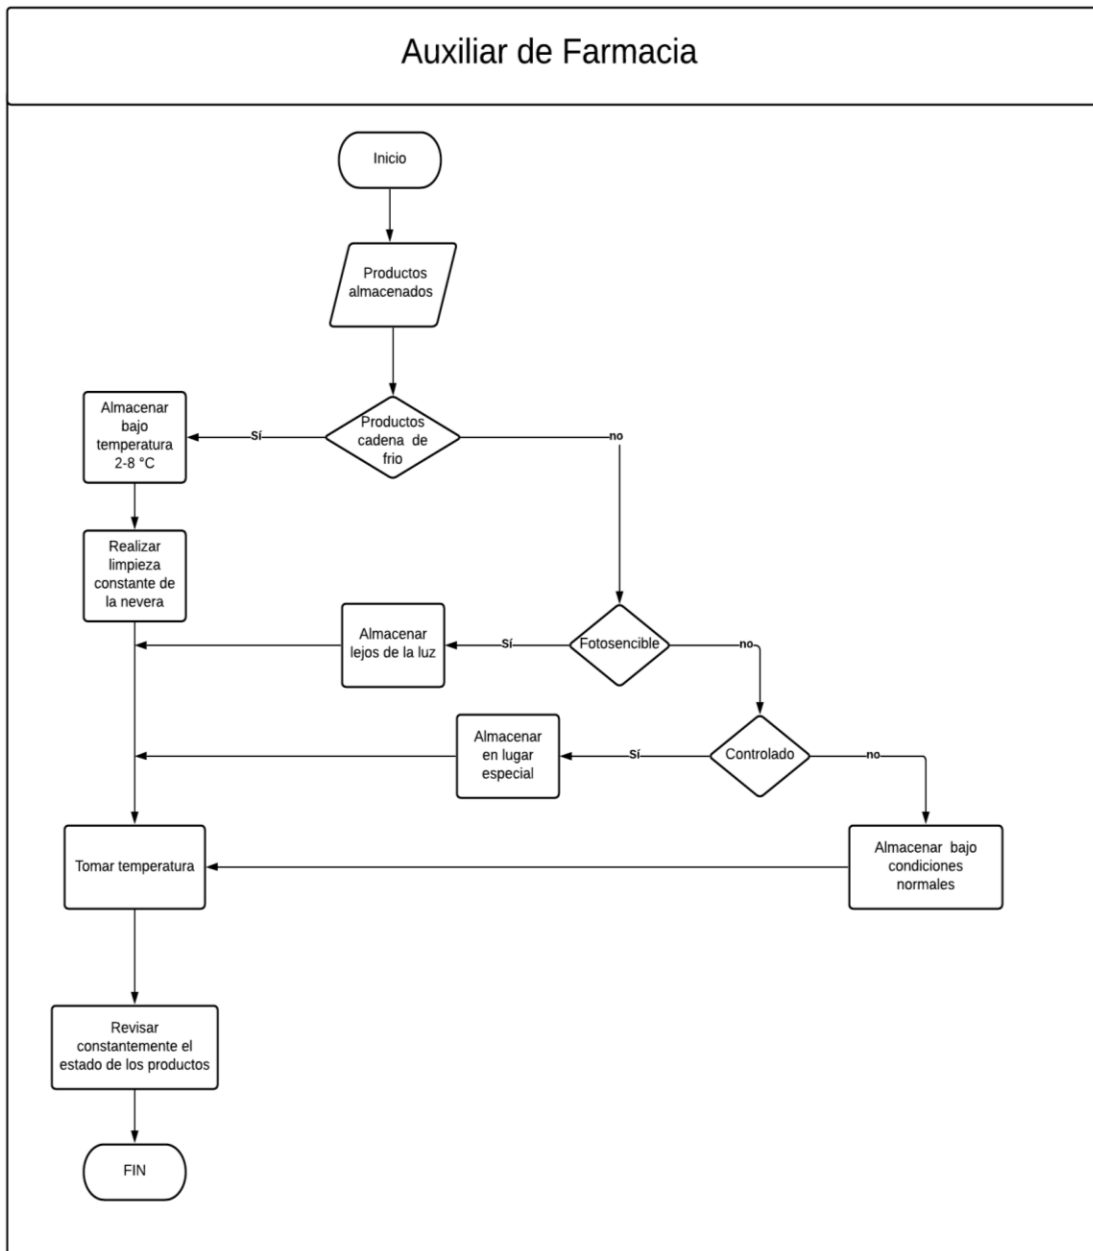 Auxiliar de Farmacia
Inicio
Productos
almacenados
Productos
cadena de
frio
Sí
no
Almacenar
bajo
temperatura
2-8 °C
Realizar
limpieza
constante de
la nevera
Fotosencible
Sí
no
Almacenar
lejos de la luz
Controlado
Sí
no
Almacenar
en lugar
especial
Almacenar bajo
condiciones
normales
Tomar temperatura
Revisar
constantemente el
estado de los productos
FIN